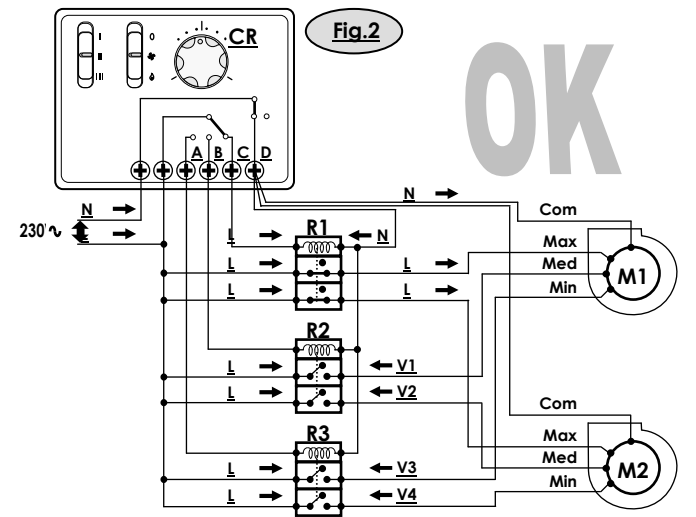 Fig.2
OK
I
II
III
0
CR
A B C D
N
230'∿
L
N
Com
R1
L N
Max
L L
Med
M1
L L
Min
R2
L V1
L V2
Com
R3
Max
L V3
Med
M2
L V4
Min